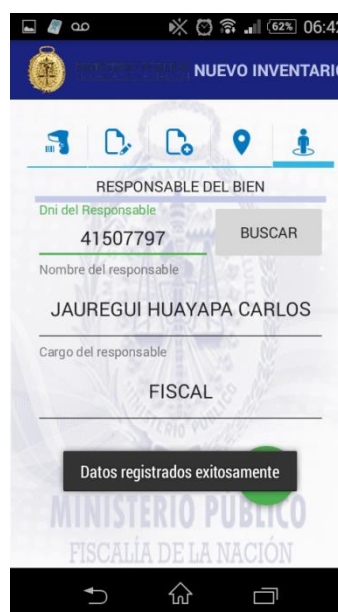 62% 06:42
NUEVO INVENTARIO
RESPONSABLE DEL BIEN
Dni del Responsable
41507797
BUSCAR
Nombre del responsable
JAUREGUI HUAYAPA CARLOS
Cargo del responsable
FISCAL
Datos registrados exitosamente
MINISTERIO PÚBLICO
FISCALÍA DE LA NACIÓN